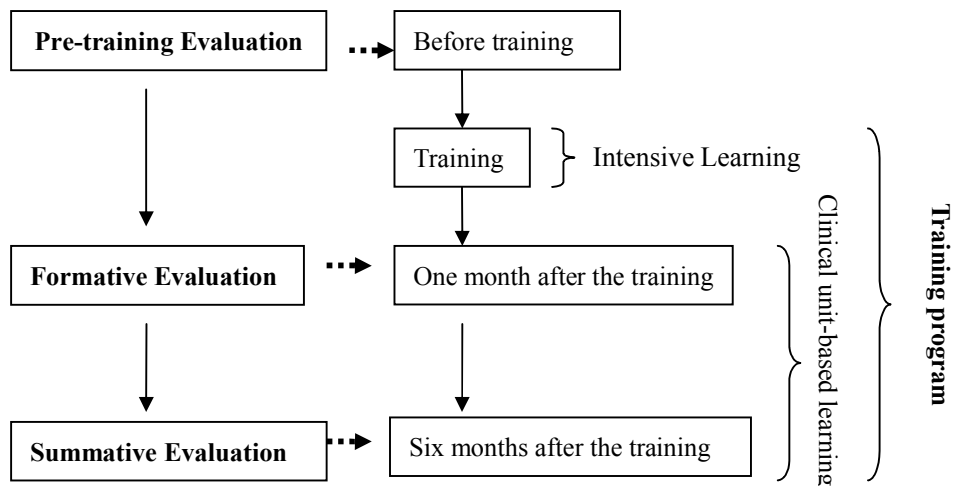 Pre-training Evaluation
Before training
Training
Intensive Learning
Formative Evaluation
One month after the training
Summative Evaluation
Six months after the training
Clinical unit-based learning
Training program